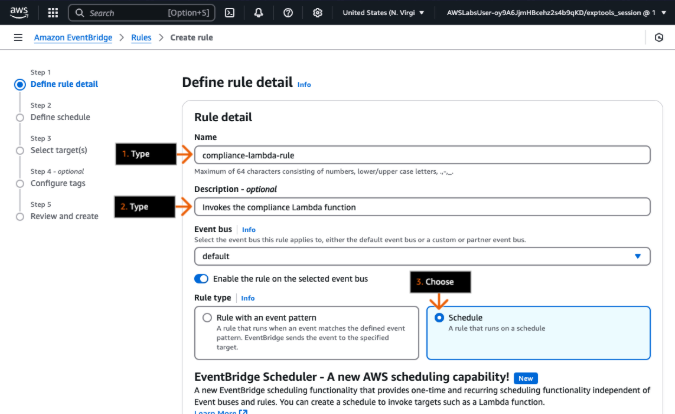 aws
Search [Option+S]
United States (N. Virgi
AWSLabsUser-oy9A6JjmHBcehz2s4b9qKD/exptools_session @ 1
Amazon EventBridge > Rules > Create rule
Step 1
Define rule detail
Step 2
Define schedule
Step 3
Select target(s)
Step 4 - optional
Configure tags
Step 5
Review and create
Define rule detail Info
Rule detail
Name
1. Type
compliance-lambda-rule
Maximum of 64 characters consisting of numbers, lower/upper case letters, .,-,_.
Description - optional
2. Type
Invokes the compliance Lambda function
Event bus Info
Select the event bus this rule applies to, either the default event bus or a custom or partner event bus.
default
Enable the rule on the selected event bus
3. Choose
Rule type Info
Rule with an event pattern
A rule that runs when an event matches the defined event
pattern. EventBridge sends the event to the specified
target.
Schedule
A rule that runs on a schedule
EventBridge Scheduler - A new AWS scheduling capability! New
A new EventBridge scheduling functionality that provides one-time and recurring scheduling functionality independent of
Event buses and rules. You can create a schedule to invoke targets such as a Lambda function.
Learn More